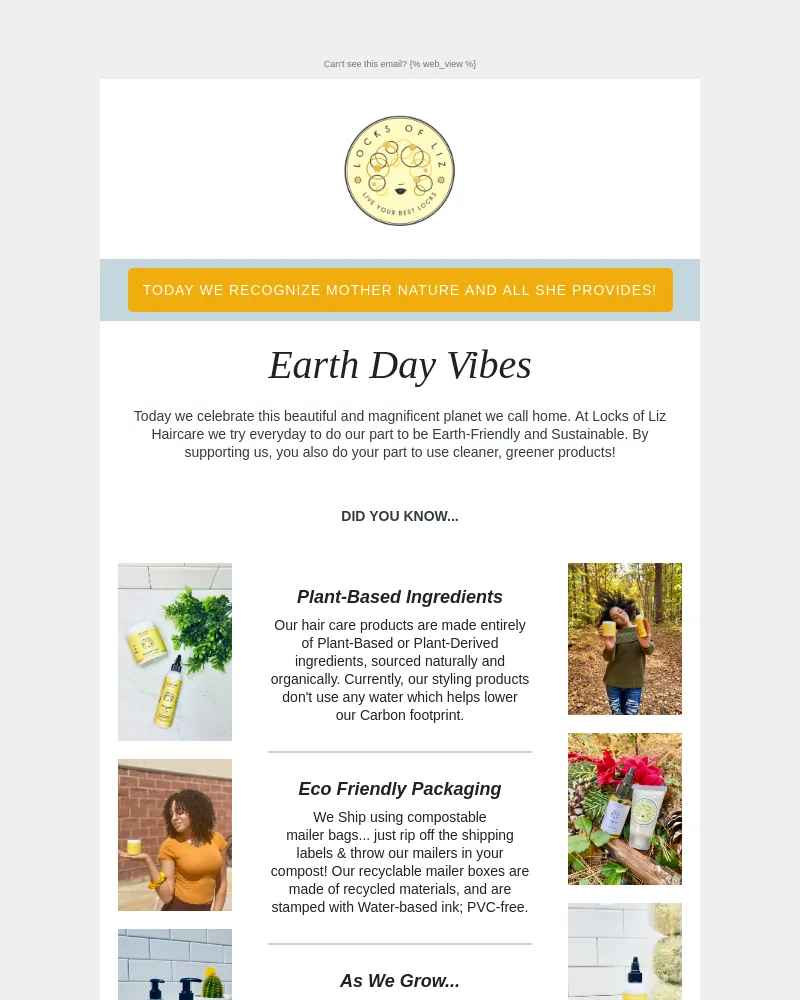 Can't see this email? {% web_view %}
LOCKS OF LIZ
LIVE YOUR BEST LOCKS
TODAY WE RECOGNIZE MOTHER NATURE AND ALL SHE PROVIDES!
Earth Day Vibes
Today we celebrate this beautiful and magnificent planet we call home. At Locks of Liz
Haircare we try everyday to do our part to be Earth-Friendly and Sustainable. By
supporting us, you also do your part to use cleaner, greener products!
DID YOU KNOW...
Plant-Based Ingredients
Our hair care products are made entirely
of Plant-Based or Plant-Derived
ingredients, sourced naturally and
organically. Currently, our styling products
don't use any water which helps lower
our Carbon footprint.
Eco Friendly Packaging
We Ship using compostable
mailer bags... just rip off the shipping
labels & throw our mailers in your
compost! Our recyclable mailer boxes are
made of recycled materials, and are
stamped with Water-based ink; PVC-free.
As We Grow...